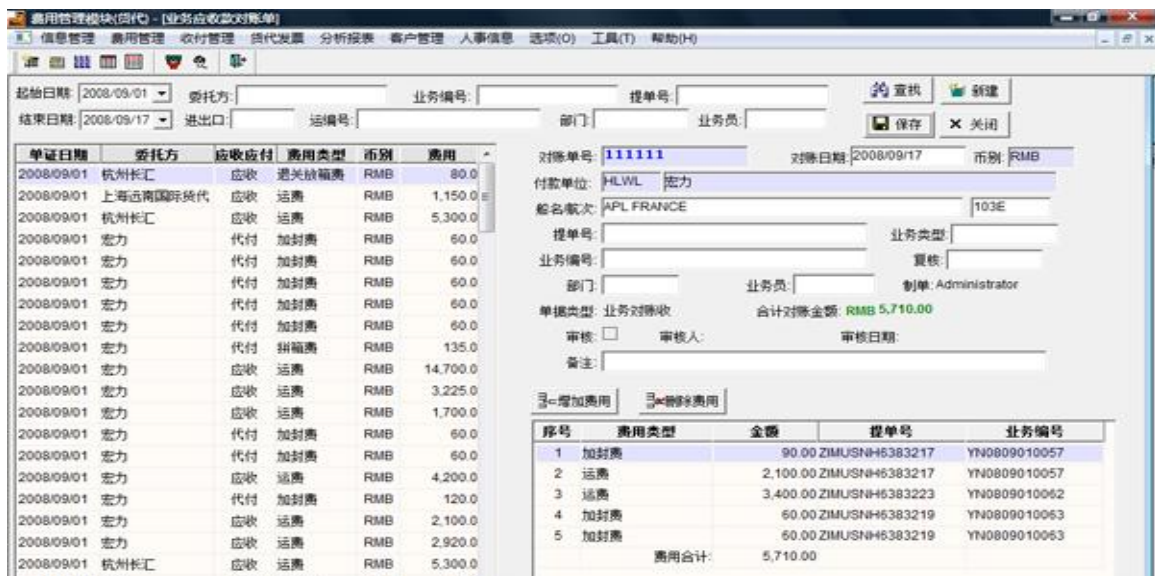 费用管理模块(货代) - [业务应收款对账单]
信息管理 费用管理 收付管理 货代发票 分析报表 客户管理 人事信息 选项(O) 工具(T) 帮助(H)
起始日期: 2008/09/01 委托方: 业务编号: 提单号: 查找 新建
结束日期: 2008/09/17 进出口: 运编号: 部门: 业务员: 保存 关闭
单证日期 委托方 应收应付 费用类型 币别 费用
2008/09/01 杭州长汇 应收 退关放箱费 RMB 80.0
2008/09/01 上海远南国际货代 应收 运费 RMB 1,150.0
2008/09/01 杭州长汇 应收 运费 RMB 5,300.0
2008/09/01 宏力 代付 加封费 RMB 60.0
2008/09/01 宏力 代付 加封费 RMB 60.0
2008/09/01 宏力 代付 加封费 RMB 60.0
2008/09/01 宏力 代付 加封费 RMB 60.0
2008/09/01 宏力 代付 加封费 RMB 60.0
2008/09/01 宏力 代付 拼箱费 RMB 135.0
2008/09/01 宏力 应收 运费 RMB 14,700.0
2008/09/01 宏力 应收 运费 RMB 3,225.0
2008/09/01 宏力 应收 运费 RMB 1,700.0
2008/09/01 宏力 代付 加封费 RMB 60.0
2008/09/01 宏力 代付 加封费 RMB 60.0
2008/09/01 宏力 应收 运费 RMB 4,200.0
2008/09/01 宏力 代付 加封费 RMB 120.0
2008/09/01 宏力 应收 运费 RMB 2,100.0
2008/09/01 宏力 应收 运费 RMB 2,920.0
2008/09/01 杭州长汇 应收 运费 RMB 5,300.0
对账单号: 111111 对账日期: 2008/09/17 币别: RMB
付款单位: HLWL 宏力
船名/航次: APL FRANCE 103E
提单号: 业务类型:
业务编号: 复核:
部门: 业务员: 制单: Administrator
单据类型: 业务对账收 合计对账金额: RMB 5,710.00
审核: 审核人: 审核日期:
备注:
增加费用 删除费用
序号 费用类型 金额 提单号 业务编号
1 加封费 90.00 ZIMUSNH6383217 YN0809010057
2 运费 2,100.00 ZIMUSNH6383217 YN0809010057
3 运费 3,400.00 ZIMUSNH6383223 YN0809010062
4 加封费 60.00 ZIMUSNH6383219 YN0809010063
5 加封费 60.00 ZIMUSNH6383219 YN0809010063
费用合计: 5,710.00